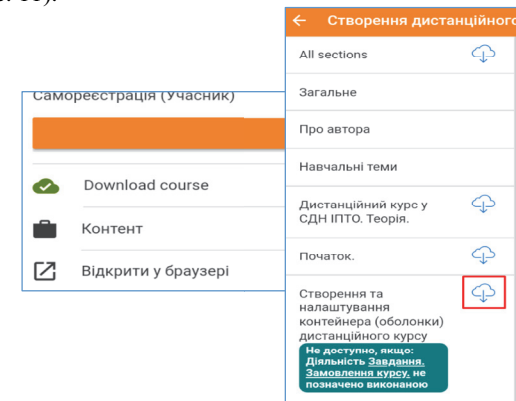 Самореєстрація (Учасник)
Download course
Контент
Відкрити у браузері
← Створення дистанційного
All sections
Загальне
Про автора
Навчальні теми
Дистанційний курс у
СДН ІПТО. Теорія.
Початок.
Створення та
налаштування
контейнера (оболонки)
дистанційного курсу
Не доступно, якщо:
Діяльність Завдання.
Замовлення курсу. не
позначено виконаною